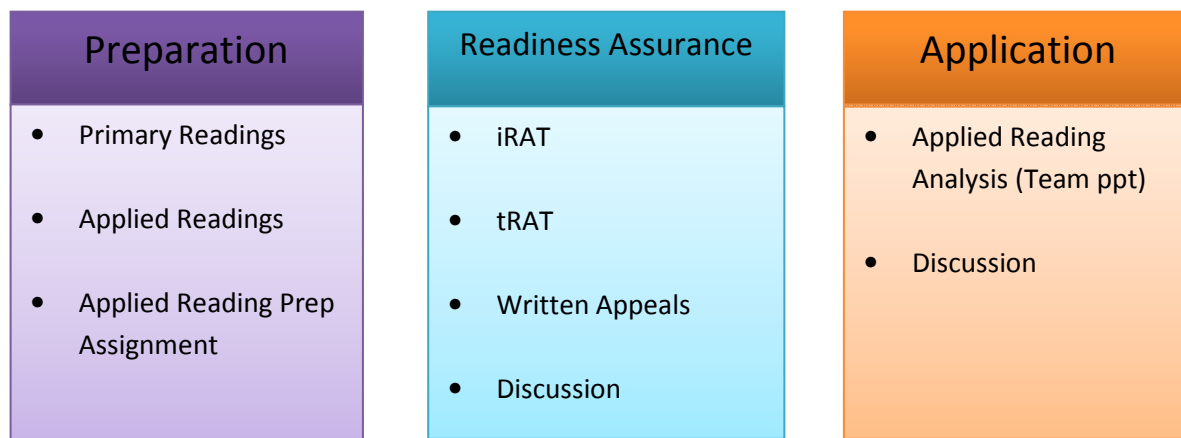 Preparation
• Primary Readings
• Applied Readings
• Applied Reading Prep
Assignment
Readiness Assurance
• iRAT
• tRAT
• Written Appeals
• Discussion
Application
• Applied Reading
Analysis (Team ppt)
• Discussion